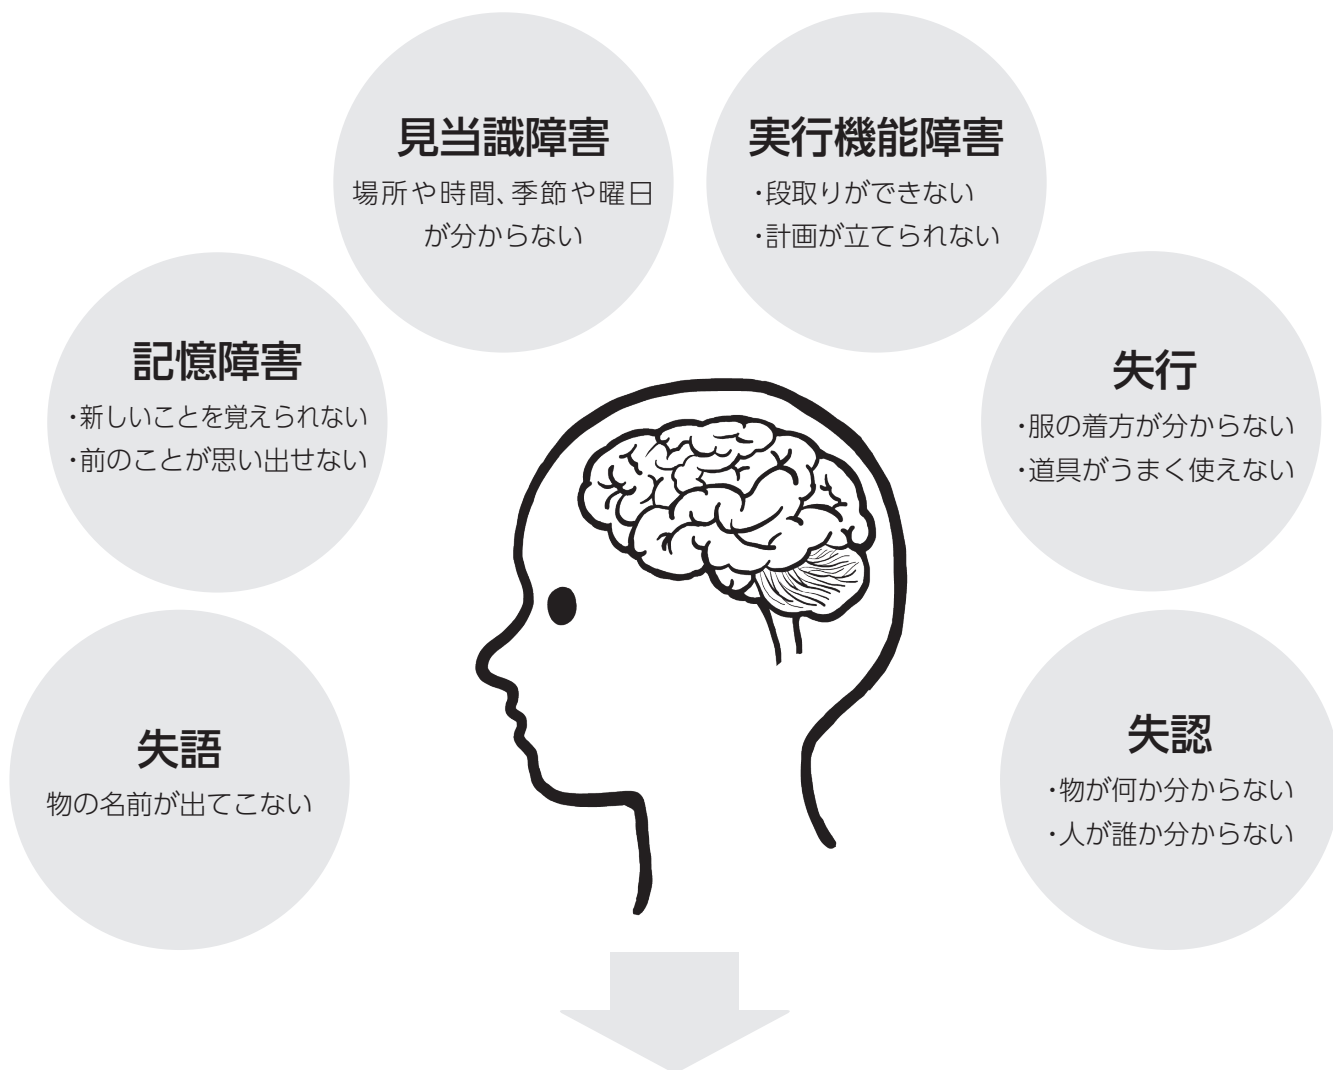 見当識障害
場所や時間、季節や曜日
が分からない
実行機能障害
・段取りができない
・計画が立てられない
記憶障害
・新しいことを覚えられない
・前のことが思い出せない
失行
・服の着方が分からない
・道具がうまく使えない
失語
物の名前が出てこない
失認
・物が何か分からない
・人が誰か分からない